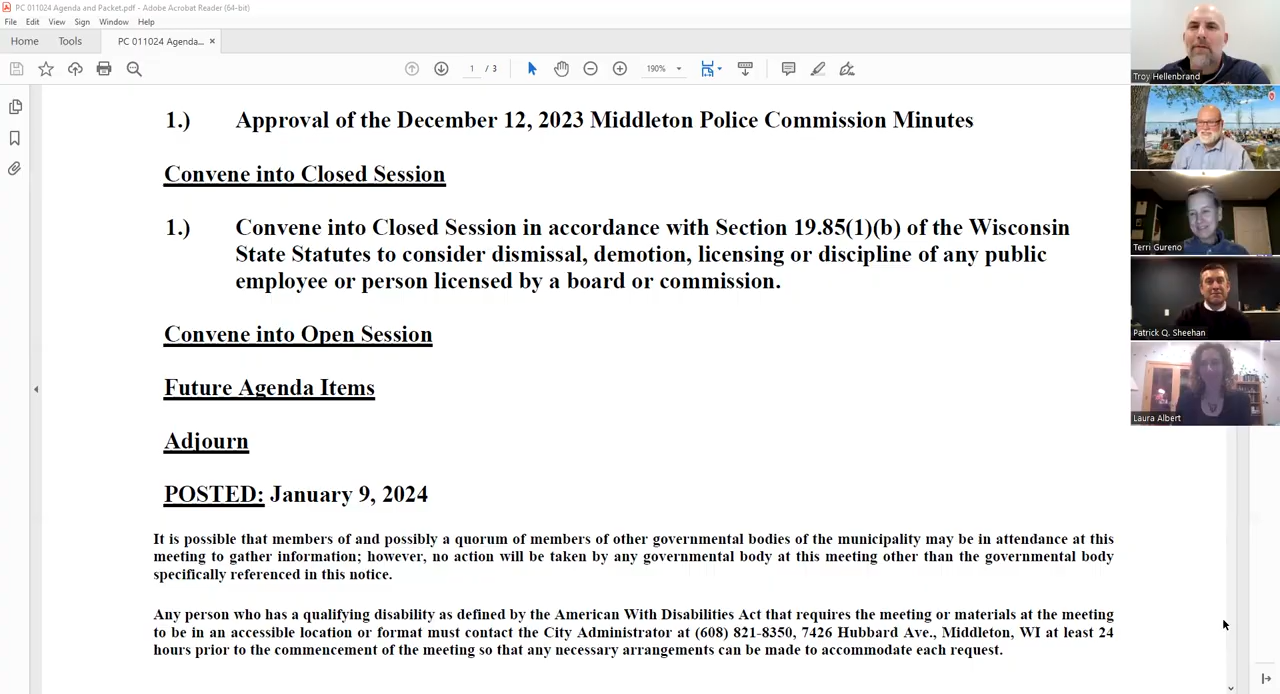 PC 011024 Agenda and Packet.pdf - Adobe Acrobat Reader (64-bit)
File Edit View Sign Window Help
Home Tools PC 011024 Agenda... ×
1 / 3 190%
1.) Approval of the December 12, 2023 Middleton Police Commission Minutes
Convene into Closed Session
1.) Convene into Closed Session in accordance with Section 19.85(1)(b) of the Wisconsin
State Statutes to consider dismissal, demotion, licensing or discipline of any public
employee or person licensed by a board or commission.
Convene into Open Session
Future Agenda Items
Adjourn
POSTED: January 9, 2024
It is possible that members of and possibly a quorum of members of other governmental bodies of the municipality may be in attendance at this
meeting to gather information; however, no action will be taken by any governmental body at this meeting other than the governmental body
specifically referenced in this notice.
Any person who has a qualifying disability as defined by the American With Disabilities Act that requires the meeting or materials at the meeting
to be in an accessible location or format must contact the City Administrator at (608) 821-8350, 7426 Hubbard Ave., Middleton, WI at least 24
hours prior to the commencement of the meeting so that any necessary arrangements can be made to accommodate each request.
Troy Hellenbrand
Terri Gureno
Patrick Q. Sheehan
Laura Albert